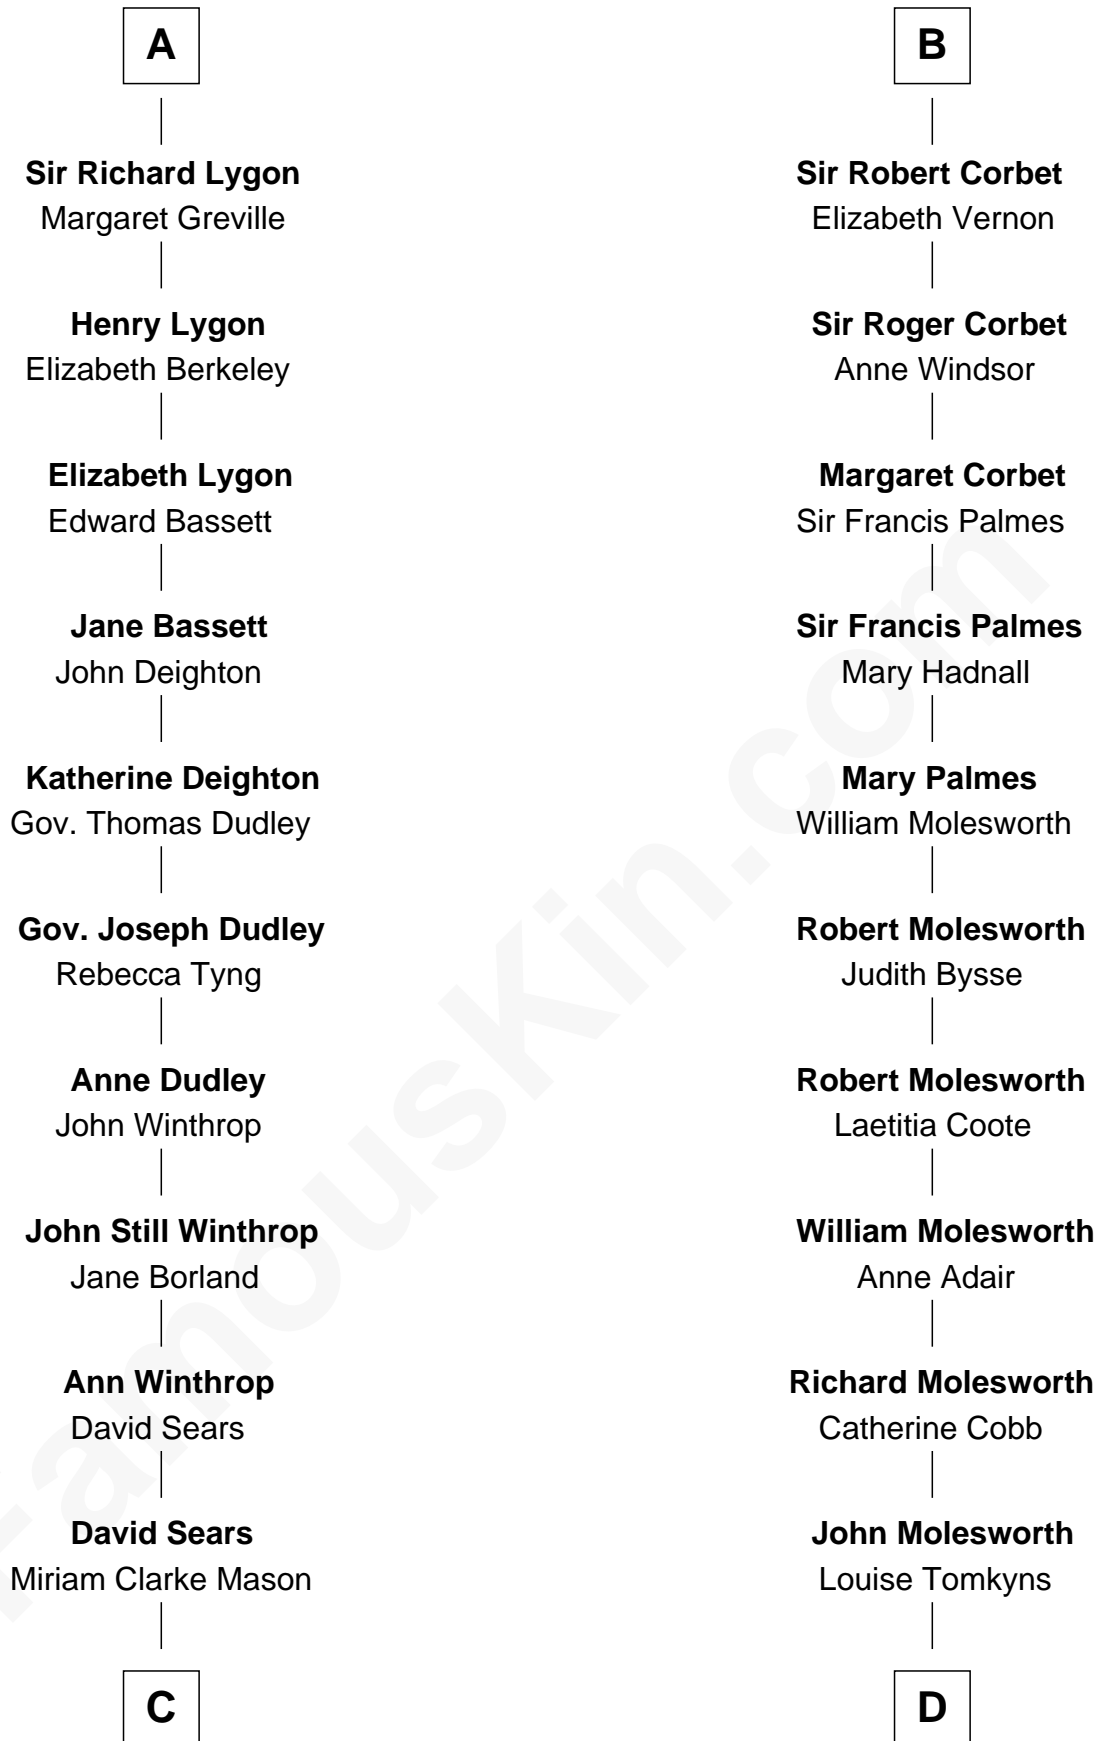 A
Sir Richard Lygon
Margaret Greville
Henry Lygon
Elizabeth Berkeley
Elizabeth Lygon
Edward Bassett
Jane Bassett
John Deighton
Katherine Deighton
Gov. Thomas Dudley
Gov. Joseph Dudley
Rebecca Tyng
Anne Dudley
John Winthrop
John Still Winthrop
Jane Borland
Ann Winthrop
David Sears
David Sears
Miriam Clarke Mason
C
B
Sir Robert Corbet
Elizabeth Vernon
Sir Roger Corbet
Anne Windsor
Margaret Corbet
Sir Francis Palmes
Sir Francis Palmes
Mary Hadnall
Mary Palmes
William Molesworth
Robert Molesworth
Judith Bysse
Robert Molesworth
Laetitia Coote
William Molesworth
Anne Adair
Richard Molesworth
Catherine Cobb
John Molesworth
Louise Tomkyns
D
FamousKin.com